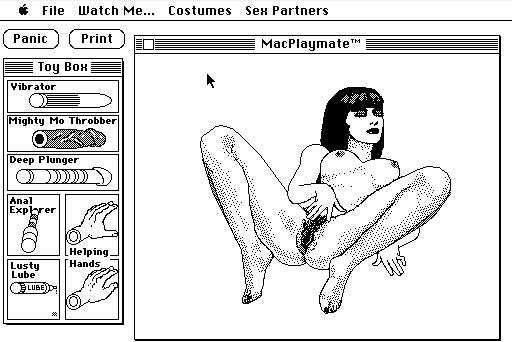 File Watch Me... Costumes Sex Partners
Panic Print
MacPlaymate™
Toy Box
Vibrator
Mighty Mo Throbber
Deep Plunger
Anal
Explorer
Helping
Hands
Lusty
Lube
LUBE